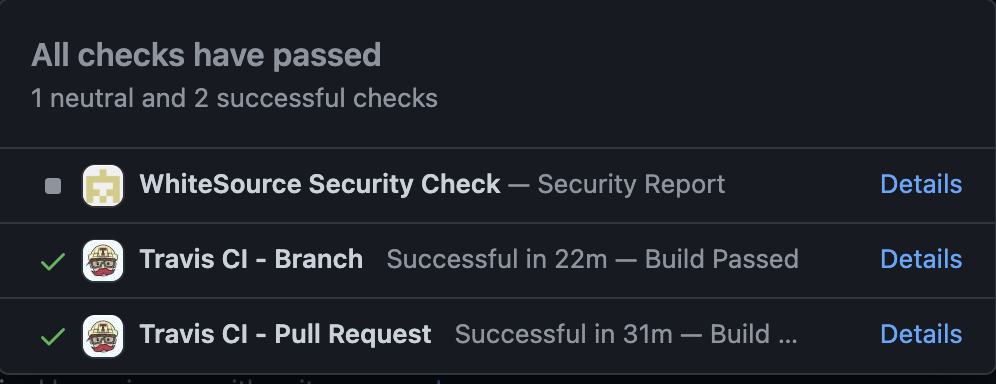 All checks have passed
1 neutral and 2 successful checks
WhiteSource Security Check — Security Report Details
Travis CI - Branch Successful in 22m — Build Passed Details
Travis CI - Pull Request Successful in 31m — Build ... Details